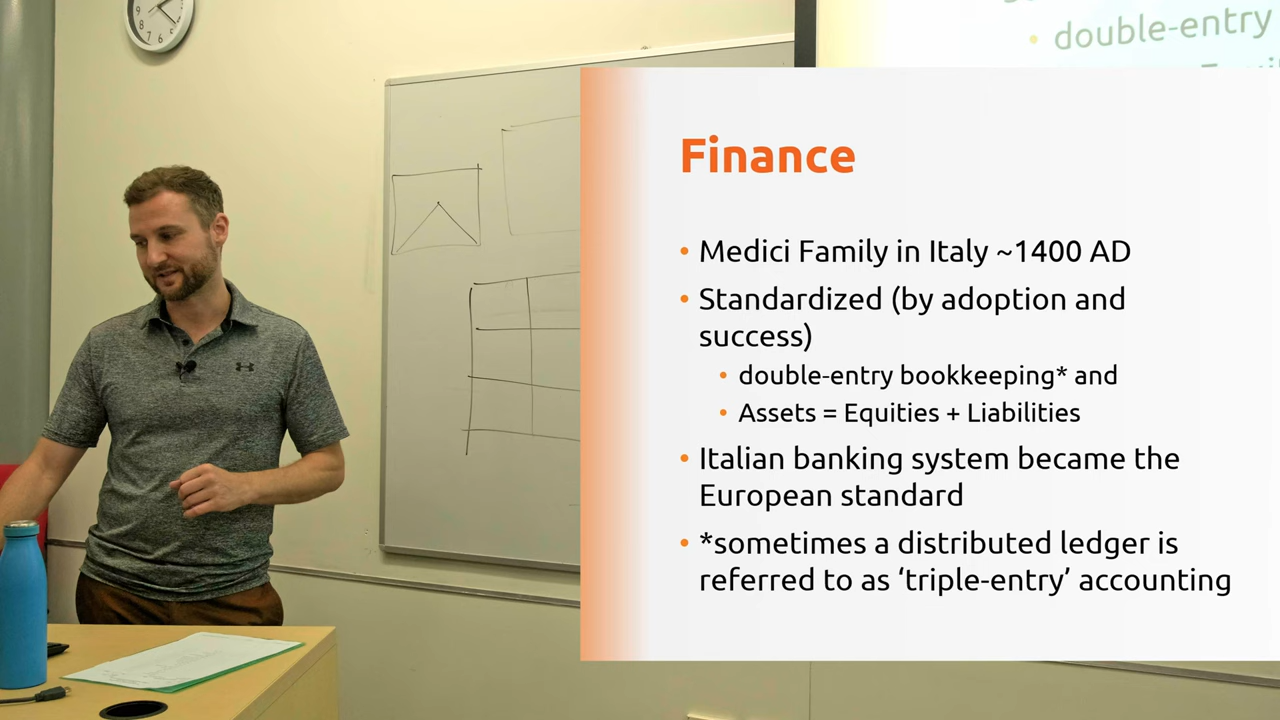 double-entry
Finance
• Medici Family in Italy ~1400 AD
• Standardized (by adoption and
success)
• double-entry bookkeeping* and
• Assets = Equities + Liabilities
• Italian banking system became the
European standard
• *sometimes a distributed ledger is
referred to as ‘triple-entry’ accounting